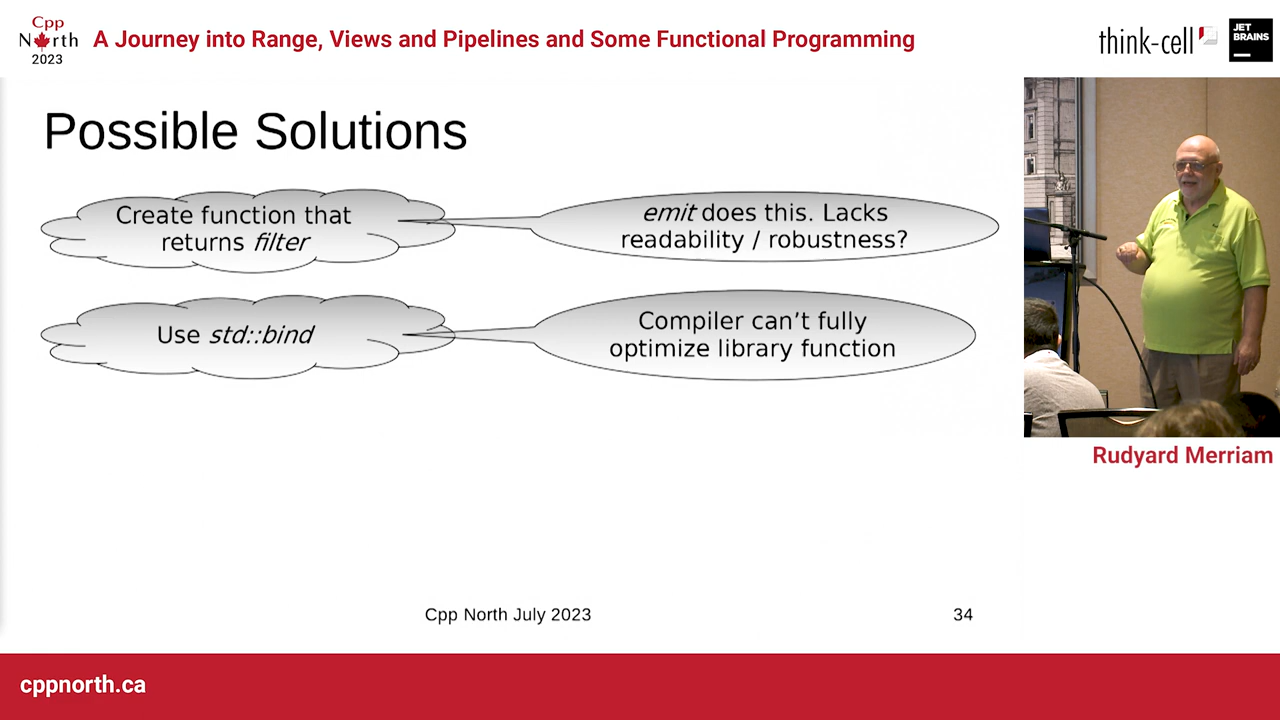 Cpp
North
2023
A Journey into Range, Views and Pipelines and Some Functional Programming
think-cell
JET
BRAINS
Possible Solutions
Create function that
returns filter
emit does this. Lacks
readability / robustness?
Use std::bind
Compiler can't fully
optimize library function
Cpp North July 2023
34
Rudyard Merriam
cppnorth.ca